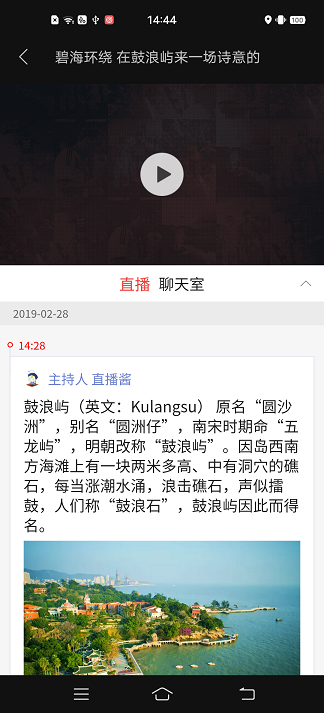 14:44
100
碧海环绕 在鼓浪屿来一场诗意的
直播 聊天室
2019-02-28
14:28
主持人 直播酱
鼓浪屿（英文：Kulangsu） 原名“圆沙
洲”，别名“圆洲仔”，南宋时期命“五
龙屿”，明朝改称“鼓浪屿”。因岛西南
方海滩上有一块两米多高、中有洞穴的礁
石，每当涨潮水涌，浪击礁石，声似擂
鼓，人们称“鼓浪石”，鼓浪屿因此而得
名。